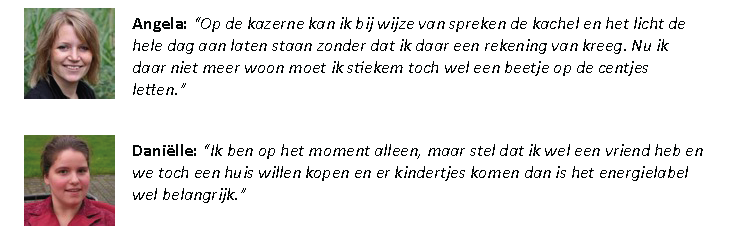 Angela: “Op de kazerne kan ik bij wijze van spreken de kachel en het licht de
hele dag aan laten staan zonder dat ik daar een rekening van kreeg. Nu ik
daar niet meer woon moet ik stiekem toch wel een beetje op de centjes
letten.”
Daniëlle: “Ik ben op het moment alleen, maar stel dat ik wel een vriend heb en
we toch een huis willen kopen en er kindertjes komen dan is het energielabel
wel belangrijk.”